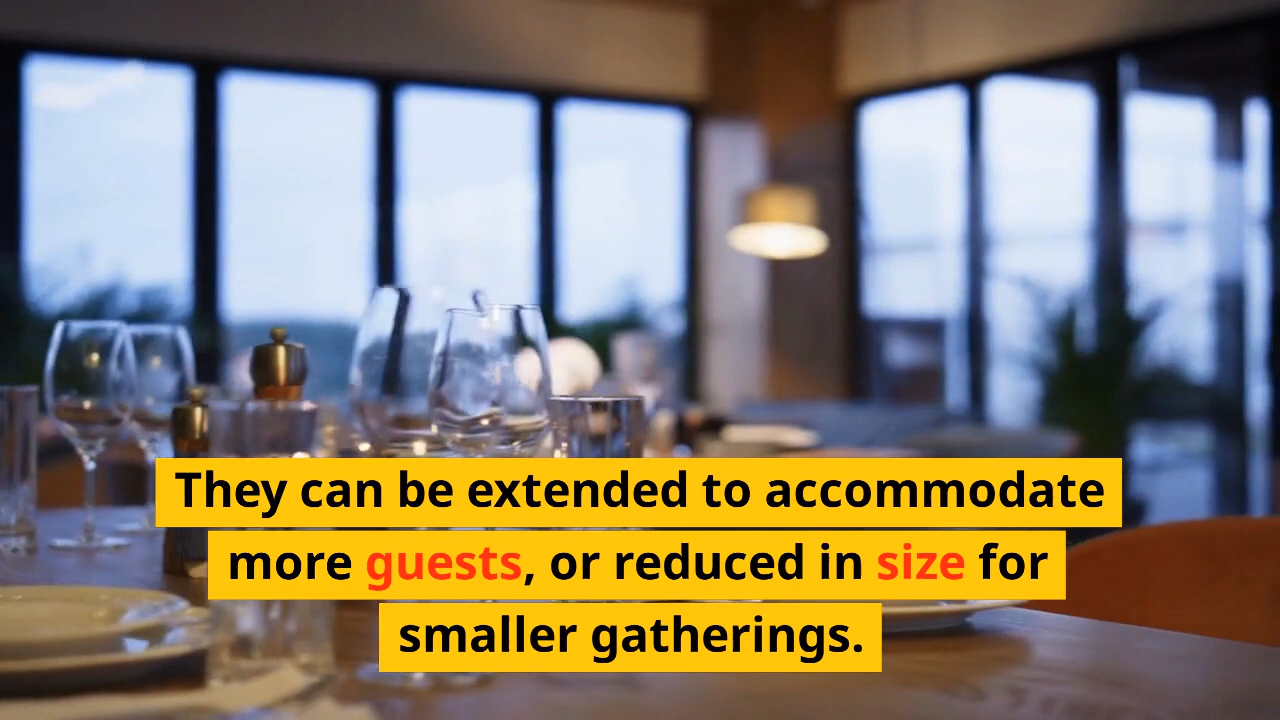 They can be extended to accommodate
more guests, or reduced in size for
smaller gatherings.